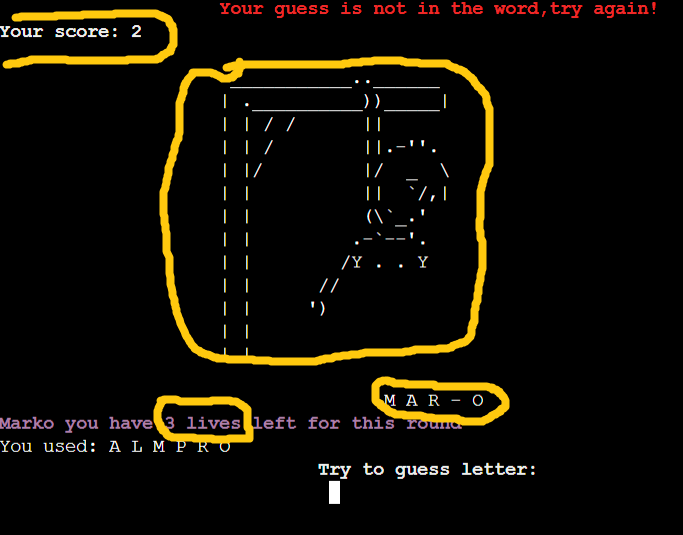 Your guess is not in the word,try again!
Your score: 2
M A R - O
Marko you have 3 lives left for this round
You used: A L M P R O
Try to guess letter: